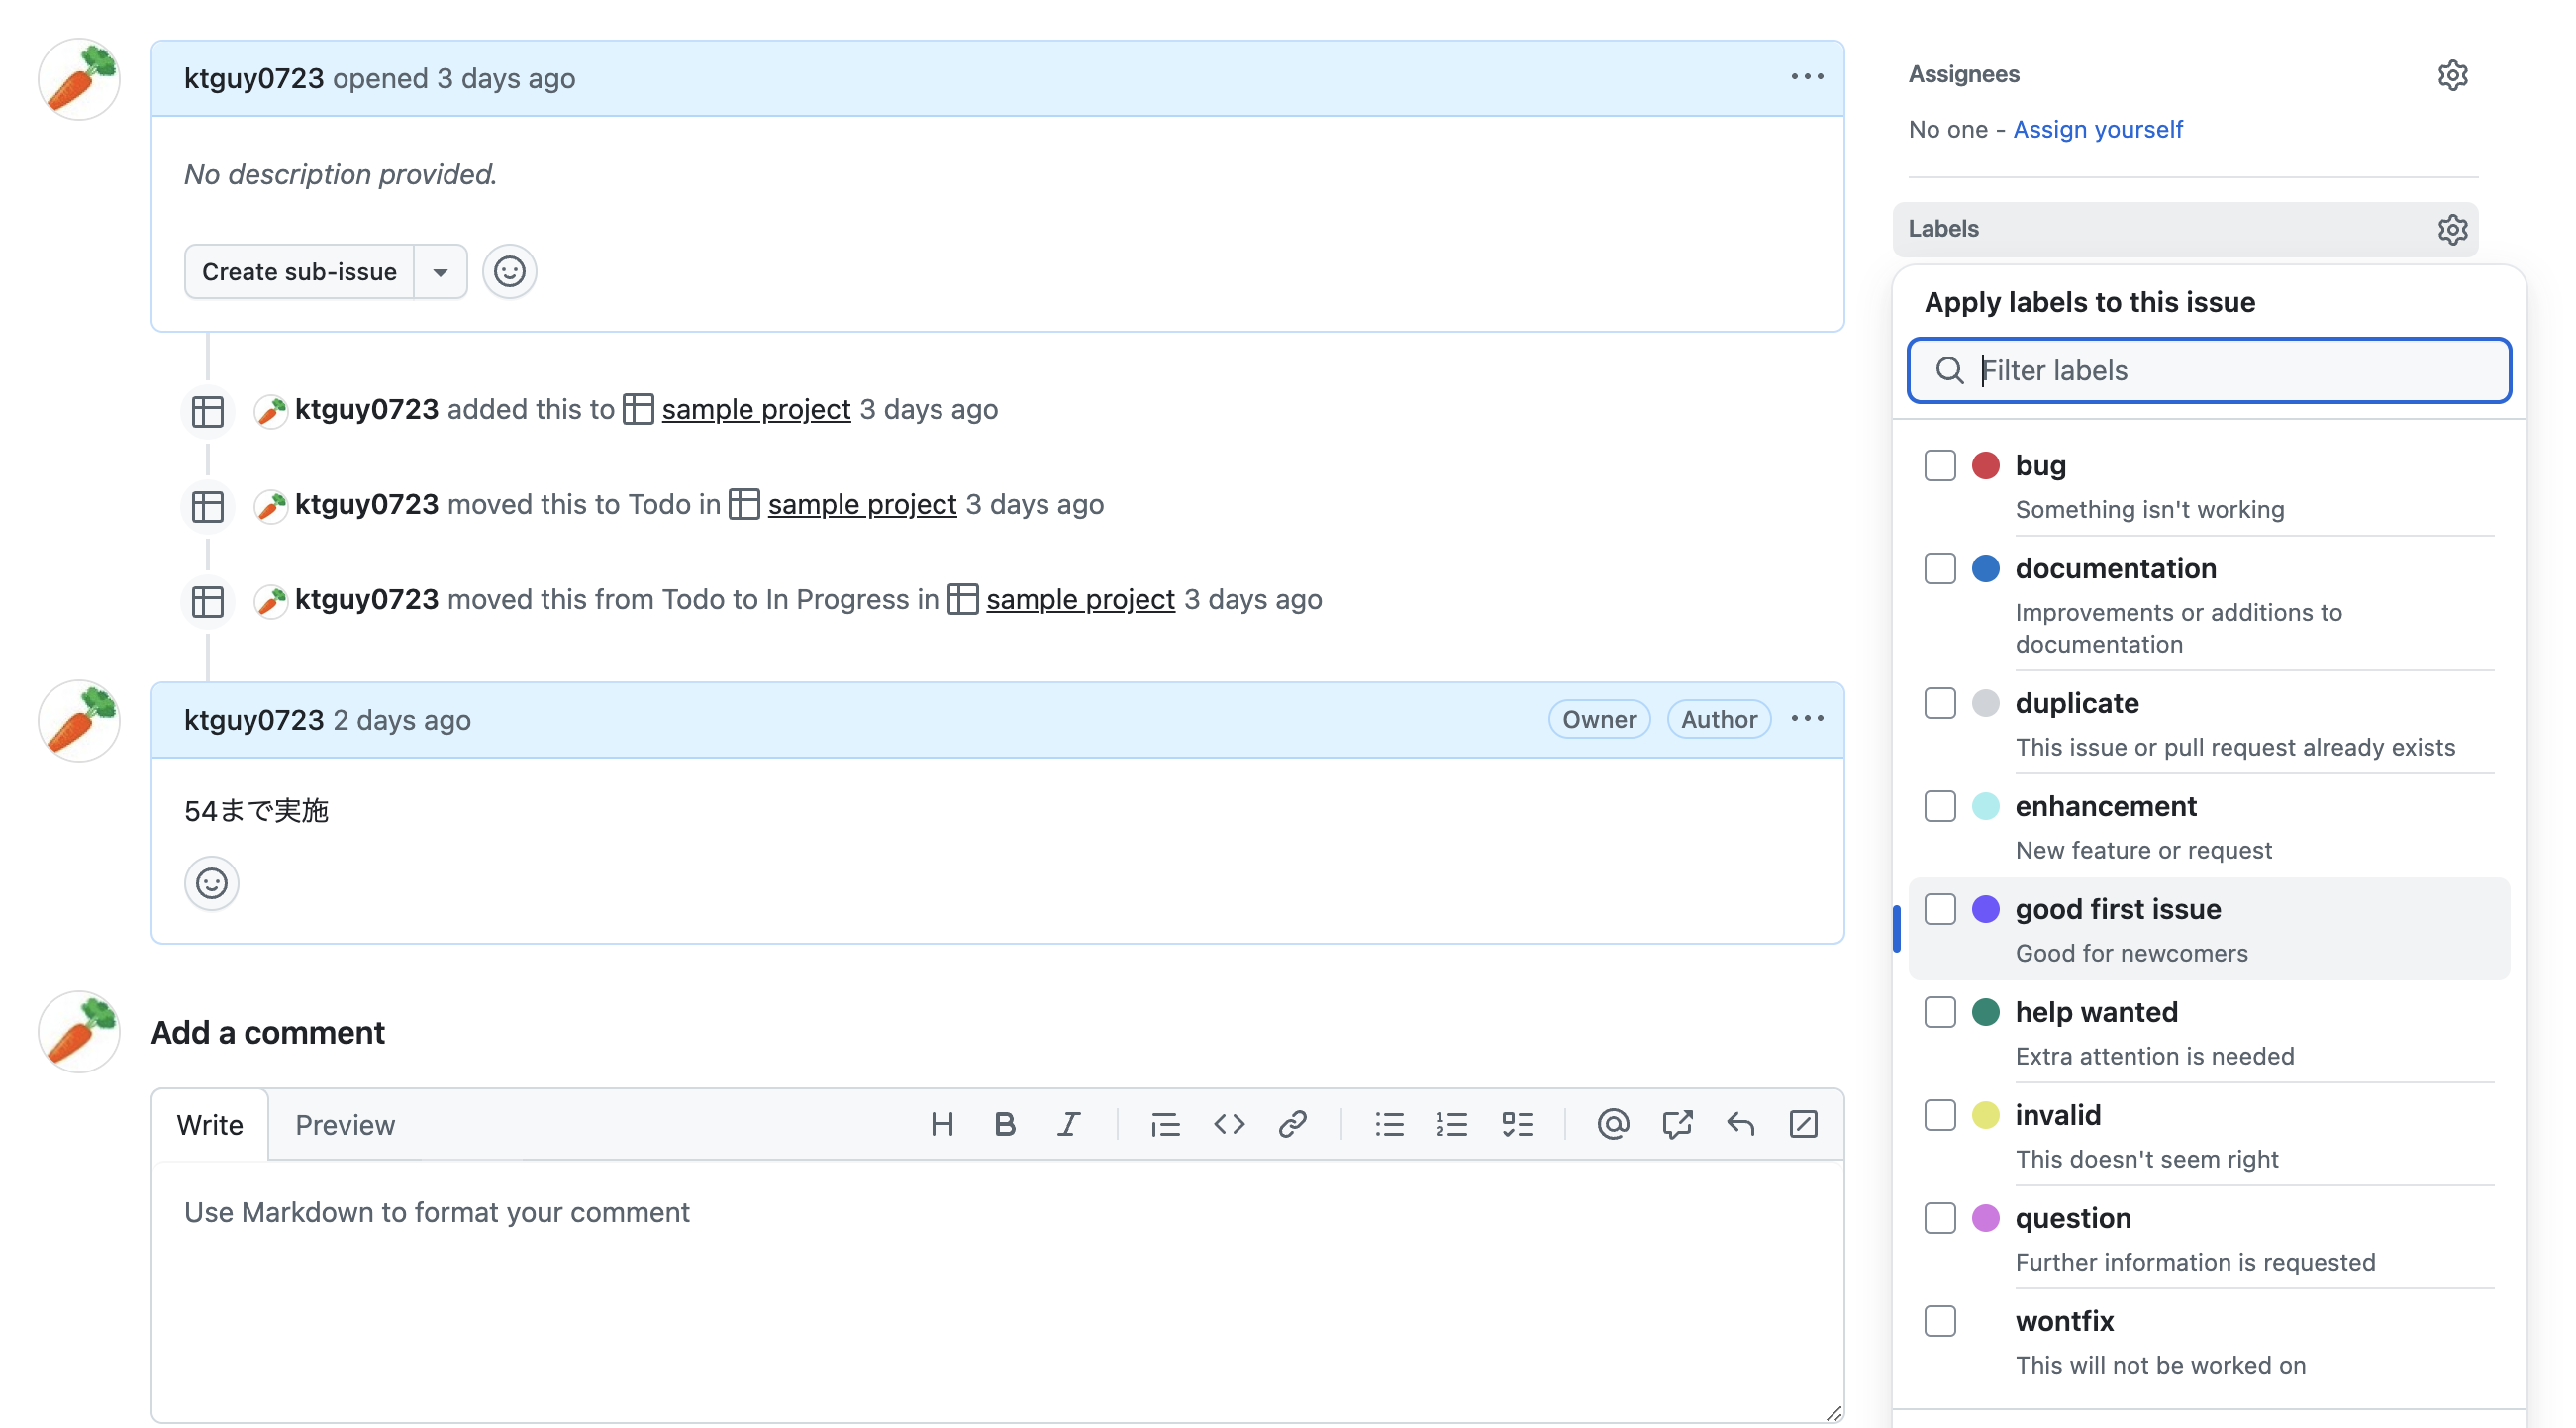 ktguy0723 opened 3 days ago
No description provided.
Create sub-issue
ktguy0723 added this to sample project 3 days ago
ktguy0723 moved this to Todo in sample project 3 days ago
ktguy0723 moved this from Todo to In Progress in sample project 3 days ago
ktguy0723 2 days ago
Owner Author
54まで実施
Add a comment
Write Preview
Use Markdown to format your comment
Assignees
No one - Assign yourself
Labels
Apply labels to this issue
Filter labels
bug
Something isn't working
documentation
Improvements or additions to
documentation
duplicate
This issue or pull request already exists
enhancement
New feature or request
good first issue
Good for newcomers
help wanted
Extra attention is needed
invalid
This doesn't seem right
question
Further information is requested
wontfix
This will not be worked on